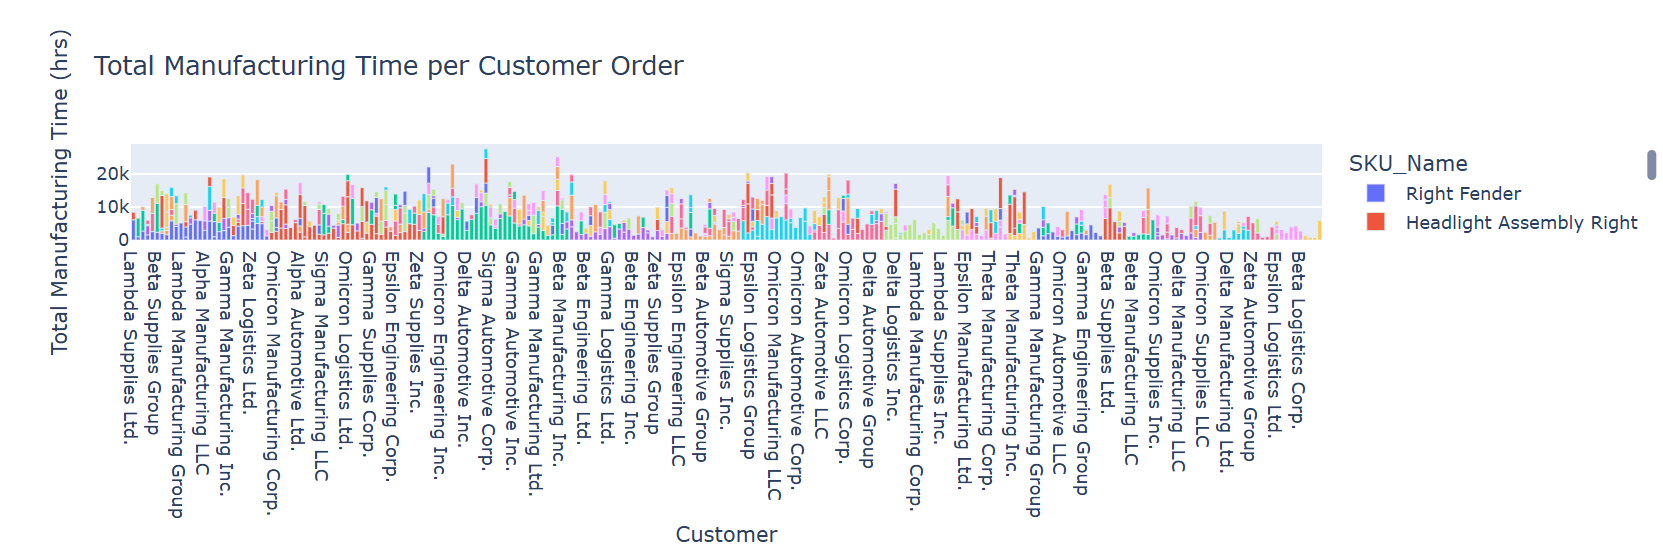 Total Manufacturing Time per Customer Order
Total Manufacturing Time (hrs)
20k
10k
0
Lambda Supplies Ltd.
Beta Supplies Group
Lambda Manufacturing Group
Alpha Manufacturing LLC
Gamma Manufacturing Inc.
Zeta Logistics Ltd.
Omicron Manufacturing Corp.
Alpha Automotive Ltd.
Sigma Manufacturing LLC
Omicron Logistics Ltd.
Gamma Supplies Corp.
Epsilon Engineering Corp.
Zeta Supplies Inc.
Omicron Engineering Inc.
Delta Automotive Inc.
Sigma Automotive Corp.
Gamma Automotive Inc.
Gamma Manufacturing Ltd.
Beta Manufacturing Inc.
Beta Engineering Ltd.
Gamma Logistics Ltd.
Beta Engineering Inc.
Zeta Supplies Group
Epsilon Engineering LLC
Beta Automotive Group
Sigma Supplies Inc.
Epsilon Logistics Group
Omicron Manufacturing LLC
Omicron Automotive Corp.
Zeta Automotive LLC
Omicron Logistics Corp.
Delta Automotive Group
Delta Logistics Inc.
Lambda Manufacturing Corp.
Lambda Supplies Inc.
Epsilon Manufacturing Ltd.
Theta Manufacturing Corp.
Theta Manufacturing Inc.
Gamma Manufacturing Group
Omicron Automotive LLC
Gamma Engineering Group
Beta Supplies Ltd.
Beta Manufacturing LLC
Omicron Supplies Inc.
Delta Manufacturing LLC
Omicron Supplies LLC
Delta Manufacturing Ltd.
Zeta Automotive Group
Epsilon Logistics Ltd.
Beta Logistics Corp.
Customer
SKU_Name
Right Fender
Headlight Assembly Right